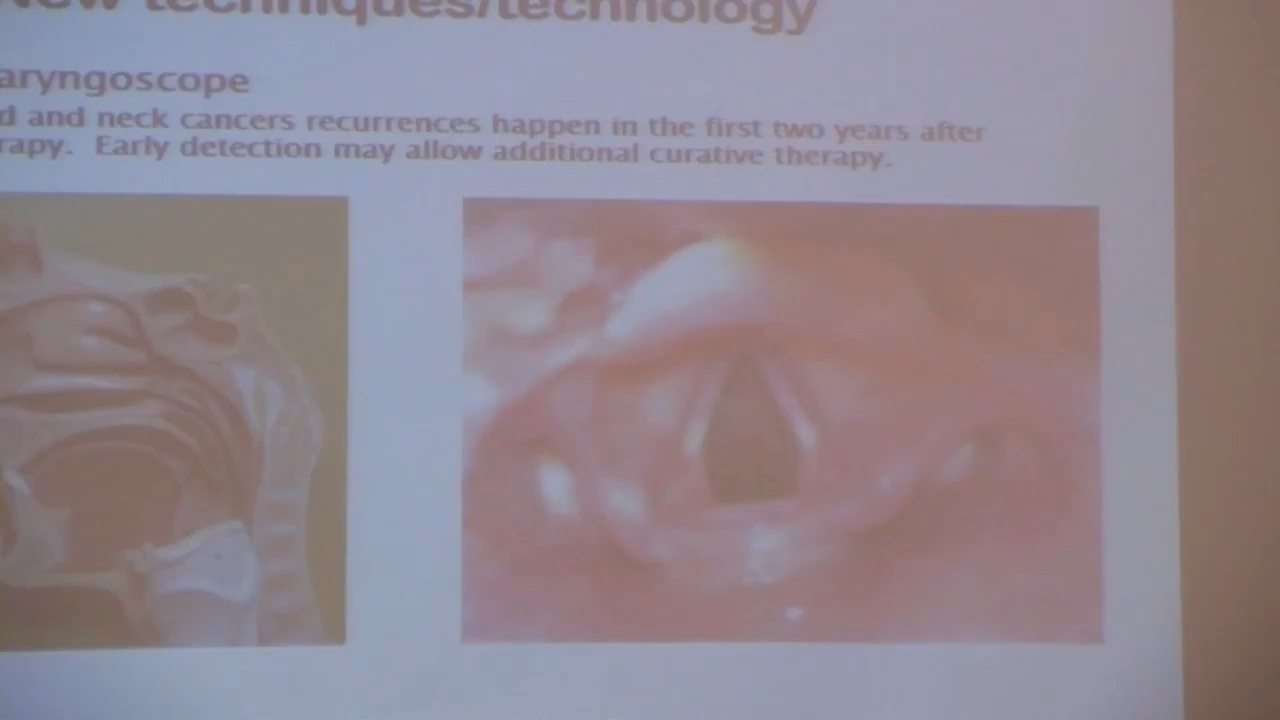 New techniques/technology
aryngoscope
d and neck cancers recurrences happen in the first two years after
rapy. Early detection may allow additional curative therapy.